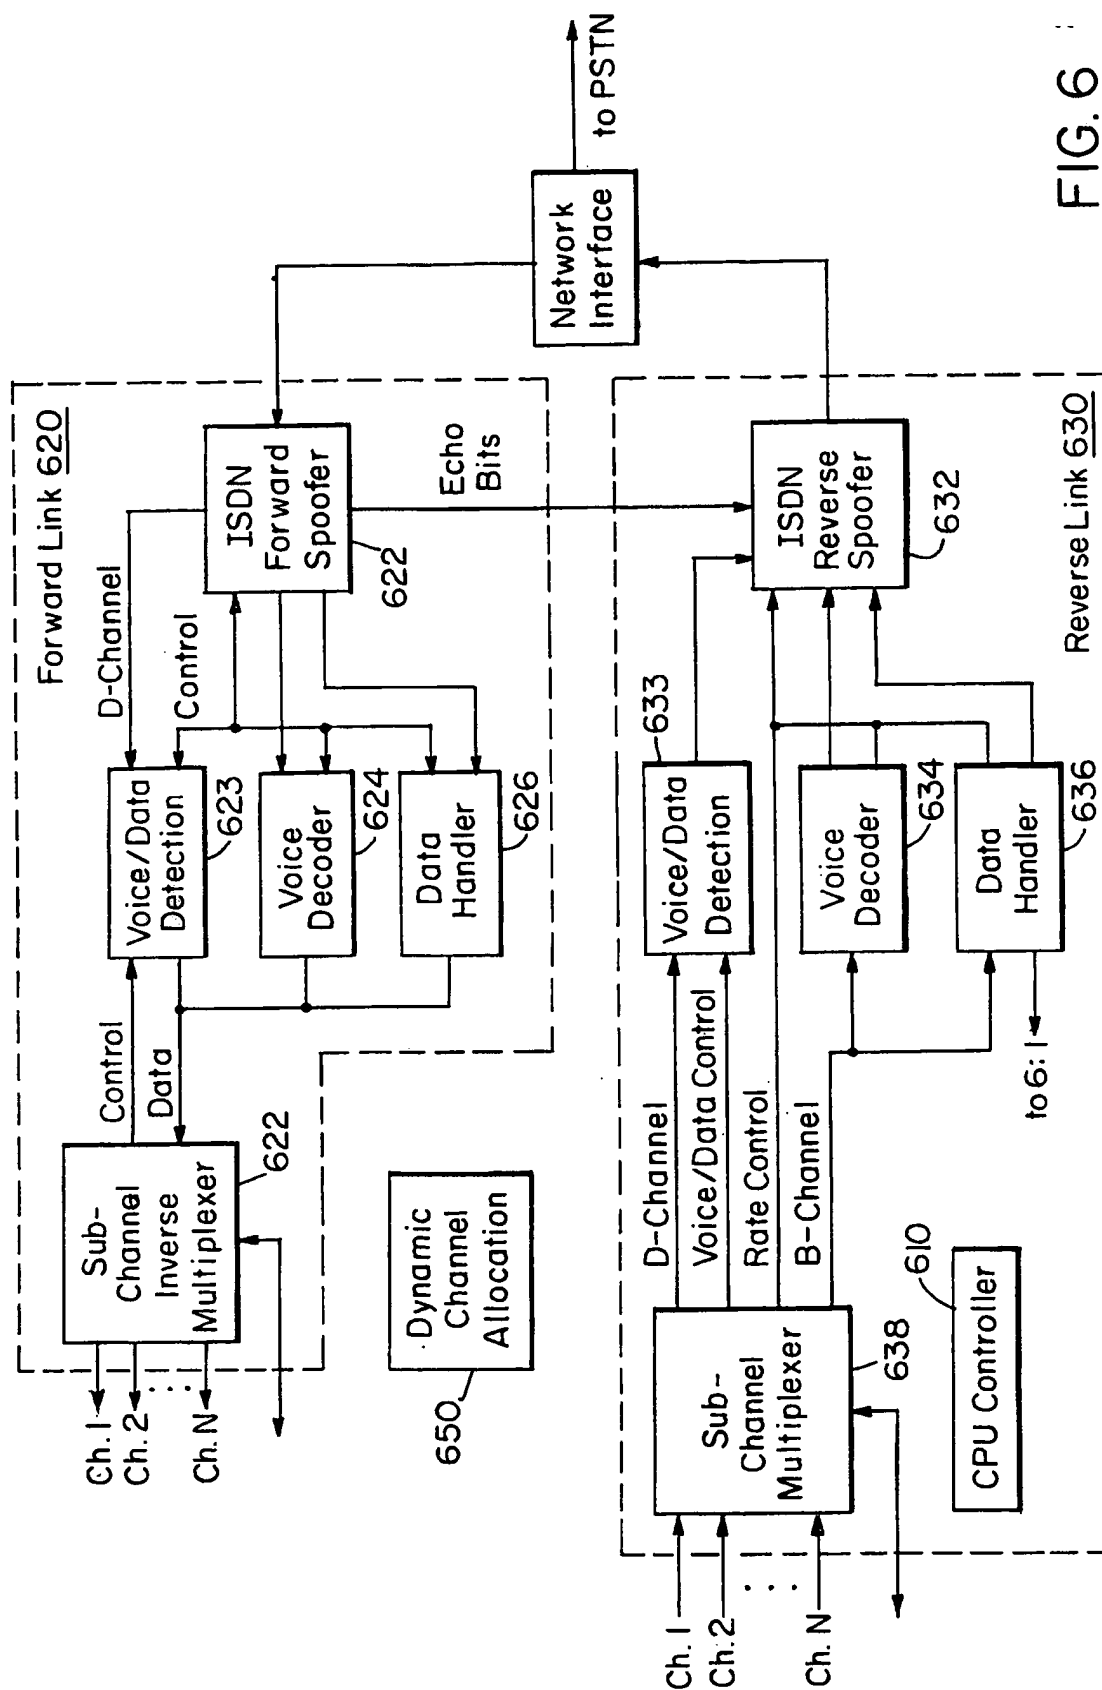 Forward Link 620
Ch. 1
Ch. 2
. . .
Ch. N
Sub-
Channel
Inverse
Multiplexer
622
Control
Data
Voice/Data
Detection
623
Voice
Decoder
624
Data
Handler
626
D-Channel
Control
ISDN
Forward
Spoofer
622
Echo
Bits
Network
Interface
to PSTN
Dynamic
Channel
Allocation
650
Ch. 1
Ch. 2
. . .
Ch. N
Sub-
Channel
Multiplexer
638
D-Channel
Voice/Data Control
Rate Control
B-Channel
Voice/Data
Detection
633
Voice
Decoder
634
Data
Handler
636
to 6:1
ISDN
Reverse
Spoofer
632
CPU Controller
610
Reverse Link 630
FIG. 6